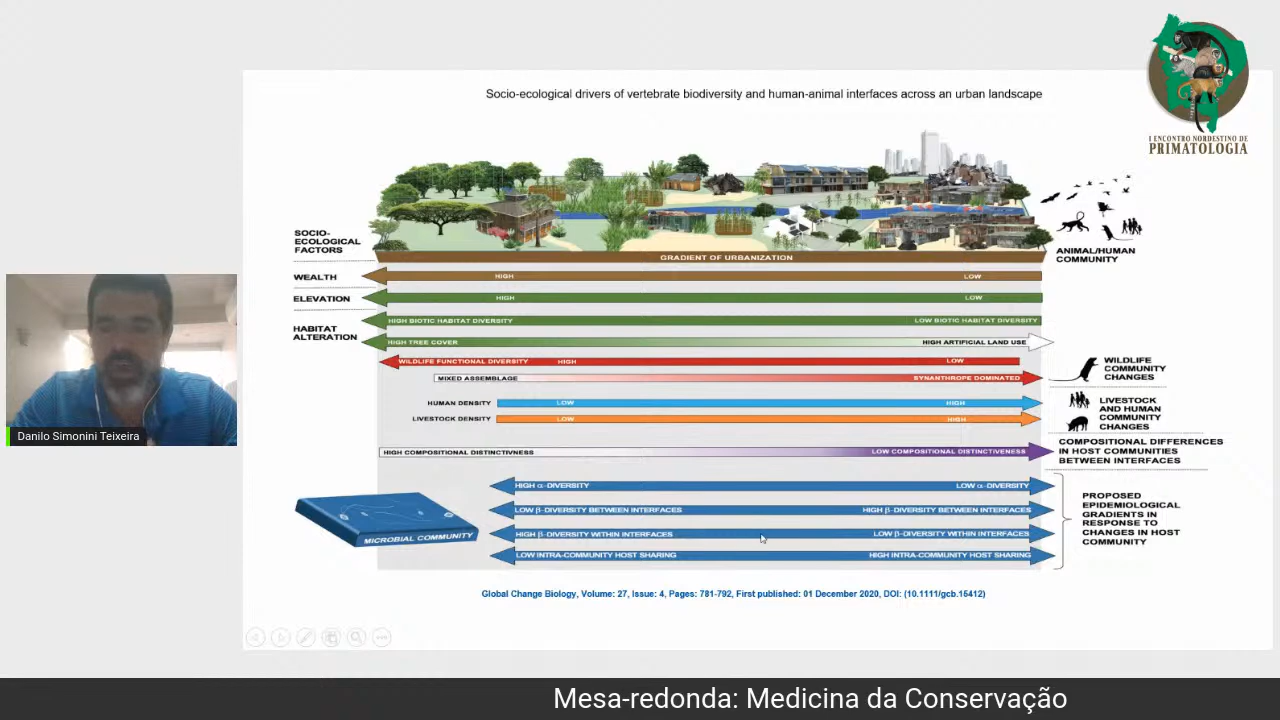 Socio-ecological drivers of vertebrate biodiversity and human-animal interfaces across an urban landscape
I ENCONTRO NORDESTINO DE
PRIMATOLOGIA
SOCIO-
ECOLOGICAL
FACTORS
GRADIENT OF URBANIZATION
ANIMAL/HUMAN
COMMUNITY
WEALTH
HIGH
LOW
ELEVATION
HIGH
LOW
HABITAT
ALTERATION
HIGH BIOTIC HABITAT DIVERSITY
LOW BIOTIC HABITAT DIVERSITY
HIGH TREE COVER
HIGH ARTIFICIAL LAND USE
WILDLIFE FUNCTIONAL DIVERSITY
HIGH
LOW
MIXED ASSEMBLAGE
SYNANTHROPE DOMINATED
WILDLIFE
COMMUNITY
CHANGES
HUMAN DENSITY
LOW
HIGH
LIVESTOCK DENSITY
LOW
HIGH
LIVESTOCK
AND HUMAN
COMMUNITY
CHANGES
HIGH COMPOSITIONAL DISTINCTIVNESS
LOW COMPOSITIONAL DISTINCTIVENESS
COMPOSITIONAL DIFFERENCES
IN HOST COMMUNITIES
BETWEEN INTERFACES
MICROBIAL COMMUNITY
HIGH α-DIVERSITY
LOW α-DIVERSITY
LOW β-DIVERSITY BETWEEN INTERFACES
HIGH β-DIVERSITY BETWEEN INTERFACES
HIGH β-DIVERSITY WITHIN INTERFACES
LOW β-DIVERSITY WITHIN INTERFACES
LOW INTRA-COMMUNITY HOST SHARING
HIGH INTRA-COMMUNITY HOST SHARING
PROPOSED
EPIDEMIOLOGICAL
GRADIENTS IN
RESPONSE TO
CHANGES IN HOST
COMMUNITY
Global Change Biology, Volume: 27, Issue: 4, Pages: 781-792, First published: 01 December 2020, DOI: (10.1111/gcb.15412)
Danilo Simonini Teixeira
Mesa-redonda: Medicina da Conservação